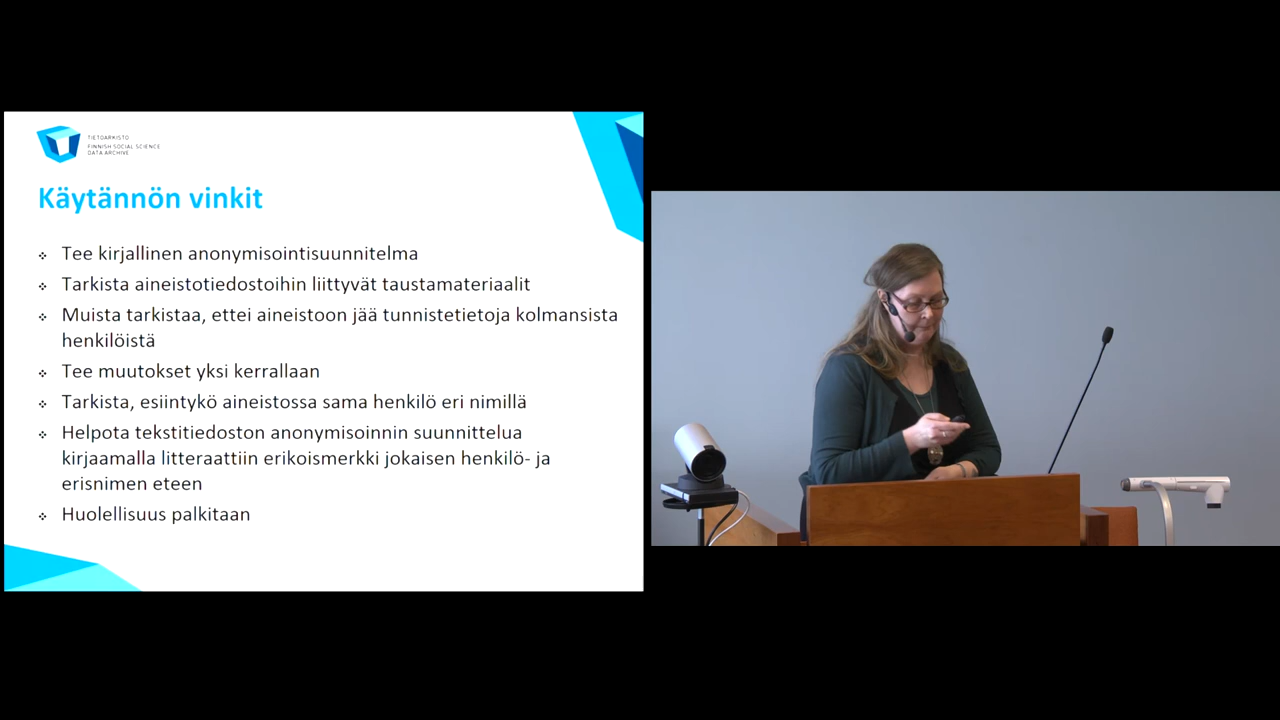 TIETOARKISTO
FINNISH SOCIAL SCIENCE
DATA ARCHIVE
Käytännön vinkit
Tee kirjallinen anonymisointisuunnitelma
Tarkista aineistotiedostoihin liittyvät taustamateriaalit
Muista tarkistaa, ettei aineistoon jää tunnistetietoja kolmansista
henkilöistä
Tee muutokset yksi kerrallaan
Tarkista, esiintykö aineistossa sama henkilö eri nimillä
Helpota tekstitiedoston anonymisoinnin suunnittelua
kirjaamalla litteraattiin erikoismerkki jokaisen henkilö- ja
erisnimen eteen
Huolellisuus palkitaan